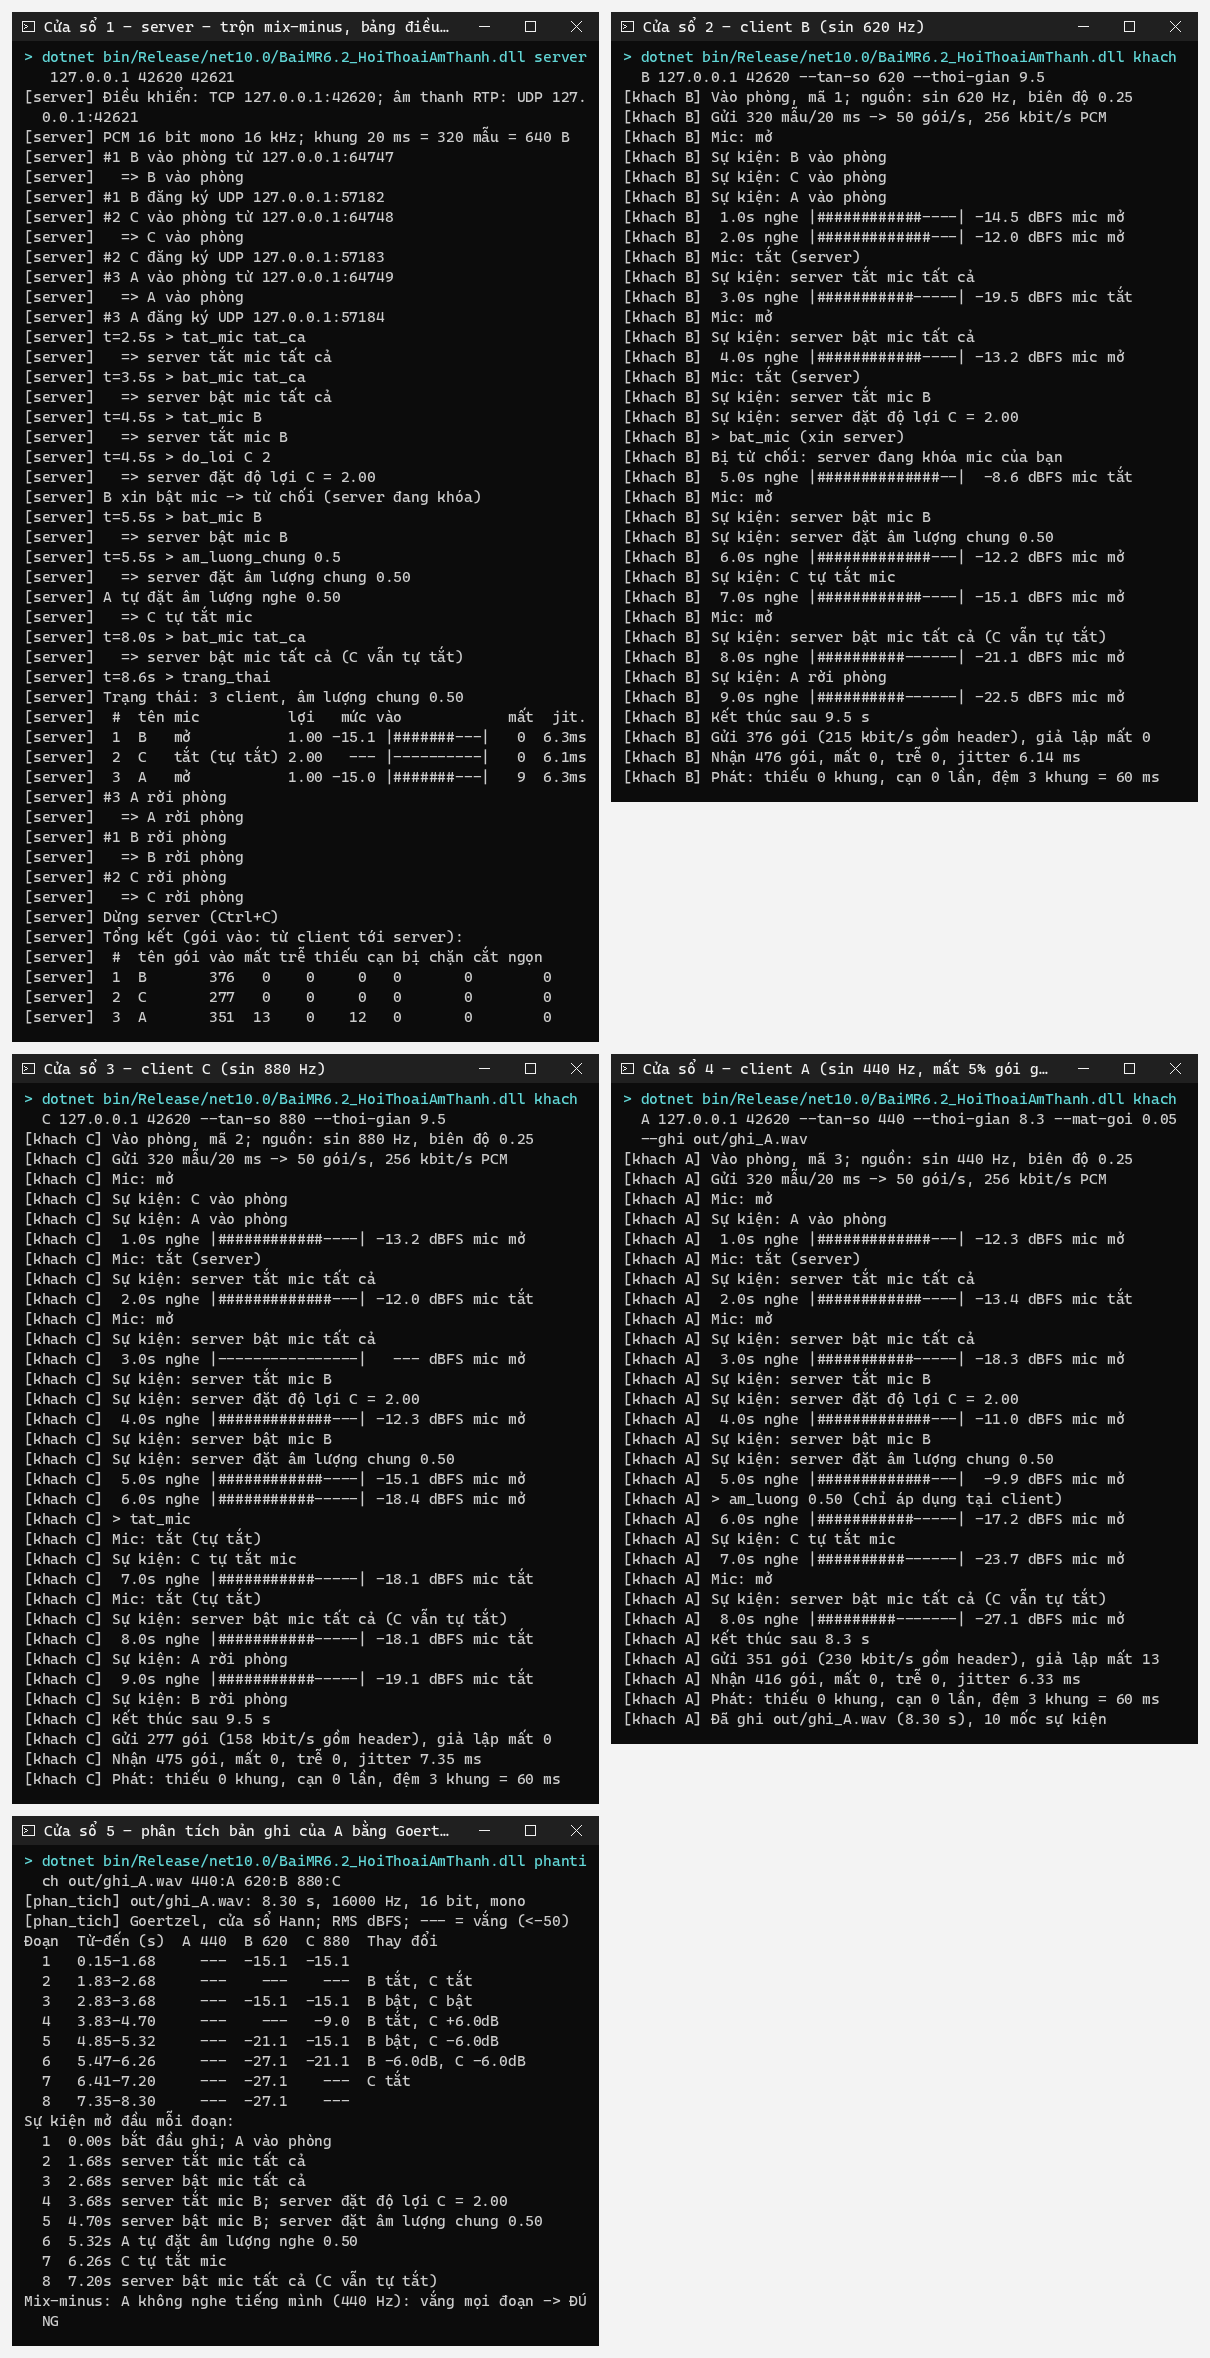 Cửa sổ 1 – server – trộn mix-minus, bảng điều…
> dotnet bin/Release/net10.0/BaiMR6.2_HoiThoaiAmThanh.dll server
127.0.0.1 42620 42621
[server] Điều khiển: TCP 127.0.0.1:42620; âm thanh RTP: UDP 127.
0.0.1:42621
[server] PCM 16 bit mono 16 kHz; khung 20 ms = 320 mẫu = 640 B
[server] #1 B vào phòng từ 127.0.0.1:64747
[server]   => B vào phòng
[server] #1 B đăng ký UDP 127.0.0.1:57182
[server] #2 C vào phòng từ 127.0.0.1:64748
[server]   => C vào phòng
[server] #2 C đăng ký UDP 127.0.0.1:57183
[server] #3 A vào phòng từ 127.0.0.1:64749
[server]   => A vào phòng
[server] #3 A đăng ký UDP 127.0.0.1:57184
[server] t=2.5s > tat_mic tat_ca
[server]   => server tắt mic tất cả
[server] t=3.5s > bat_mic tat_ca
[server]   => server bật mic tất cả
[server] t=4.5s > tat_mic B
[server]   => server tắt mic B
[server] t=4.5s > do_loi C 2
[server]   => server đặt độ lợi C = 2.00
[server] B xin bật mic -> từ chối (server đang khóa)
[server] t=5.5s > bat_mic B
[server]   => server bật mic B
[server] t=5.5s > am_luong_chung 0.5
[server]   => server đặt âm lượng chung 0.50
[server] A tự đặt âm lượng nghe 0.50
[server]   => C tự tắt mic
[server] t=8.0s > bat_mic tat_ca
[server]   => server bật mic tất cả (C vẫn tự tắt)
[server] t=8.6s > trang_thai
[server] Trạng thái: 3 client, âm lượng chung 0.50
[server]  #  tên mic          lợi   mức vào            mất  jit.
[server]  1  B   mở           1.00 -15.1 |#######---|   0  6.3ms
[server]  2  C   tắt (tự tắt) 2.00   --- |----------|   0  6.1ms
[server]  3  A   mở           1.00 -15.0 |#######---|   9  6.3ms
[server] #3 A rời phòng
[server]   => A rời phòng
[server] #1 B rời phòng
[server]   => B rời phòng
[server] #2 C rời phòng
[server]   => C rời phòng
[server] Dừng server (Ctrl+C)
[server] Tổng kết (gói vào: từ client tới server):
[server]  #  tên gói vào mất trễ thiếu cạn bị chặn cắt ngọn
[server]  1  B       376   0    0     0   0       0        0
[server]  2  C       277   0    0     0   0       0        0
[server]  3  A       351  13    0    12   0       0        0
Cửa sổ 2 – client B (sin 620 Hz)
> dotnet bin/Release/net10.0/BaiMR6.2_HoiThoaiAmThanh.dll khach
B 127.0.0.1 42620 --tan-so 620 --thoi-gian 9.5
[khach B] Vào phòng, mã 1; nguồn: sin 620 Hz, biên độ 0.25
[khach B] Gửi 320 mẫu/20 ms -> 50 gói/s, 256 kbit/s PCM
[khach B] Mic: mở
[khach B] Sự kiện: B vào phòng
[khach B] Sự kiện: C vào phòng
[khach B] Sự kiện: A vào phòng
[khach B]  1.0s nghe |############----| -14.5 dBFS mic mở
[khach B]  2.0s nghe |#############---| -12.0 dBFS mic mở
[khach B] Mic: tắt (server)
[khach B] Sự kiện: server tắt mic tất cả
[khach B]  3.0s nghe |###########-----| -19.5 dBFS mic tắt
[khach B] Mic: mở
[khach B] Sự kiện: server bật mic tất cả
[khach B]  4.0s nghe |############----| -13.2 dBFS mic mở
[khach B] Mic: tắt (server)
[khach B] Sự kiện: server tắt mic B
[khach B] Sự kiện: server đặt độ lợi C = 2.00
[khach B] > bat_mic (xin server)
[khach B] Bị từ chối: server đang khóa mic của bạn
[khach B]  5.0s nghe |##############--|  -8.6 dBFS mic tắt
[khach B] Mic: mở
[khach B] Sự kiện: server bật mic B
[khach B] Sự kiện: server đặt âm lượng chung 0.50
[khach B]  6.0s nghe |#############---| -12.2 dBFS mic mở
[khach B] Sự kiện: C tự tắt mic
[khach B]  7.0s nghe |############----| -15.1 dBFS mic mở
[khach B] Mic: mở
[khach B] Sự kiện: server bật mic tất cả (C vẫn tự tắt)
[khach B]  8.0s nghe |##########------| -21.1 dBFS mic mở
[khach B] Sự kiện: A rời phòng
[khach B]  9.0s nghe |##########------| -22.5 dBFS mic mở
[khach B] Kết thúc sau 9.5 s
[khach B] Gửi 376 gói (215 kbit/s gồm header), giả lập mất 0
[khach B] Nhận 476 gói, mất 0, trễ 0, jitter 6.14 ms
[khach B] Phát: thiếu 0 khung, cạn 0 lần, đệm 3 khung = 60 ms
Cửa sổ 3 – client C (sin 880 Hz)
> dotnet bin/Release/net10.0/BaiMR6.2_HoiThoaiAmThanh.dll khach
C 127.0.0.1 42620 --tan-so 880 --thoi-gian 9.5
[khach C] Vào phòng, mã 2; nguồn: sin 880 Hz, biên độ 0.25
[khach C] Gửi 320 mẫu/20 ms -> 50 gói/s, 256 kbit/s PCM
[khach C] Mic: mở
[khach C] Sự kiện: C vào phòng
[khach C] Sự kiện: A vào phòng
[khach C]  1.0s nghe |############----| -13.2 dBFS mic mở
[khach C] Mic: tắt (server)
[khach C] Sự kiện: server tắt mic tất cả
[khach C]  2.0s nghe |#############---| -12.0 dBFS mic tắt
[khach C] Mic: mở
[khach C] Sự kiện: server bật mic tất cả
[khach C]  3.0s nghe |----------------|   --- dBFS mic mở
[khach C] Sự kiện: server tắt mic B
[khach C] Sự kiện: server đặt độ lợi C = 2.00
[khach C]  4.0s nghe |#############---| -12.3 dBFS mic mở
[khach C] Sự kiện: server bật mic B
[khach C] Sự kiện: server đặt âm lượng chung 0.50
[khach C]  5.0s nghe |############----| -15.1 dBFS mic mở
[khach C]  6.0s nghe |###########-----| -18.4 dBFS mic mở
[khach C] > tat_mic
[khach C] Mic: tắt (tự tắt)
[khach C] Sự kiện: C tự tắt mic
[khach C]  7.0s nghe |###########-----| -18.1 dBFS mic tắt
[khach C] Mic: tắt (tự tắt)
[khach C] Sự kiện: server bật mic tất cả (C vẫn tự tắt)
[khach C]  8.0s nghe |###########-----| -18.1 dBFS mic tắt
[khach C] Sự kiện: A rời phòng
[khach C]  9.0s nghe |###########-----| -19.1 dBFS mic tắt
[khach C] Sự kiện: B rời phòng
[khach C] Kết thúc sau 9.5 s
[khach C] Gửi 277 gói (158 kbit/s gồm header), giả lập mất 0
[khach C] Nhận 475 gói, mất 0, trễ 0, jitter 7.35 ms
[khach C] Phát: thiếu 0 khung, cạn 0 lần, đệm 3 khung = 60 ms
Cửa sổ 4 – client A (sin 440 Hz, mất 5% gói g…
> dotnet bin/Release/net10.0/BaiMR6.2_HoiThoaiAmThanh.dll khach
A 127.0.0.1 42620 --tan-so 440 --thoi-gian 8.3 --mat-goi 0.05
--ghi out/ghi_A.wav
[khach A] Vào phòng, mã 3; nguồn: sin 440 Hz, biên độ 0.25
[khach A] Gửi 320 mẫu/20 ms -> 50 gói/s, 256 kbit/s PCM
[khach A] Mic: mở
[khach A] Sự kiện: A vào phòng
[khach A]  1.0s nghe |#############---| -12.3 dBFS mic mở
[khach A] Mic: tắt (server)
[khach A] Sự kiện: server tắt mic tất cả
[khach A]  2.0s nghe |############----| -13.4 dBFS mic tắt
[khach A] Mic: mở
[khach A] Sự kiện: server bật mic tất cả
[khach A]  3.0s nghe |###########-----| -18.3 dBFS mic mở
[khach A] Sự kiện: server tắt mic B
[khach A] Sự kiện: server đặt độ lợi C = 2.00
[khach A]  4.0s nghe |#############---| -11.0 dBFS mic mở
[khach A] Sự kiện: server bật mic B
[khach A] Sự kiện: server đặt âm lượng chung 0.50
[khach A]  5.0s nghe |#############---|  -9.9 dBFS mic mở
[khach A] > am_luong 0.50 (chỉ áp dụng tại client)
[khach A]  6.0s nghe |###########-----| -17.2 dBFS mic mở
[khach A] Sự kiện: C tự tắt mic
[khach A]  7.0s nghe |##########------| -23.7 dBFS mic mở
[khach A] Mic: mở
[khach A] Sự kiện: server bật mic tất cả (C vẫn tự tắt)
[khach A]  8.0s nghe |#########-------| -27.1 dBFS mic mở
[khach A] Kết thúc sau 8.3 s
[khach A] Gửi 351 gói (230 kbit/s gồm header), giả lập mất 13
[khach A] Nhận 416 gói, mất 0, trễ 0, jitter 6.33 ms
[khach A] Phát: thiếu 0 khung, cạn 0 lần, đệm 3 khung = 60 ms
[khach A] Đã ghi out/ghi_A.wav (8.30 s), 10 mốc sự kiện
Cửa sổ 5 – phân tích bản ghi của A bằng Goert…
> dotnet bin/Release/net10.0/BaiMR6.2_HoiThoaiAmThanh.dll phanti
ch out/ghi_A.wav 440:A 620:B 880:C
[phan_tich] out/ghi_A.wav: 8.30 s, 16000 Hz, 16 bit, mono
[phan_tich] Goertzel, cửa sổ Hann; RMS dBFS; --- = vắng (<-50)
Đoạn  Từ-đến (s)  A 440  B 620  C 880  Thay đổi
1   0.15-1.68     ---  -15.1  -15.1
2   1.83-2.68     ---    ---    ---  B tắt, C tắt
3   2.83-3.68     ---  -15.1  -15.1  B bật, C bật
4   3.83-4.70     ---    ---   -9.0  B tắt, C +6.0dB
5   4.85-5.32     ---  -21.1  -15.1  B bật, C -6.0dB
6   5.47-6.26     ---  -27.1  -21.1  B -6.0dB, C -6.0dB
7   6.41-7.20     ---  -27.1    ---  C tắt
8   7.35-8.30     ---  -27.1    ---
Sự kiện mở đầu mỗi đoạn:
1  0.00s bắt đầu ghi; A vào phòng
2  1.68s server tắt mic tất cả
3  2.68s server bật mic tất cả
4  3.68s server tắt mic B; server đặt độ lợi C = 2.00
5  4.70s server bật mic B; server đặt âm lượng chung 0.50
6  5.32s A tự đặt âm lượng nghe 0.50
7  6.26s C tự tắt mic
8  7.20s server bật mic tất cả (C vẫn tự tắt)
Mix-minus: A không nghe tiếng mình (440 Hz): vắng mọi đoạn -> ĐÚ
NG